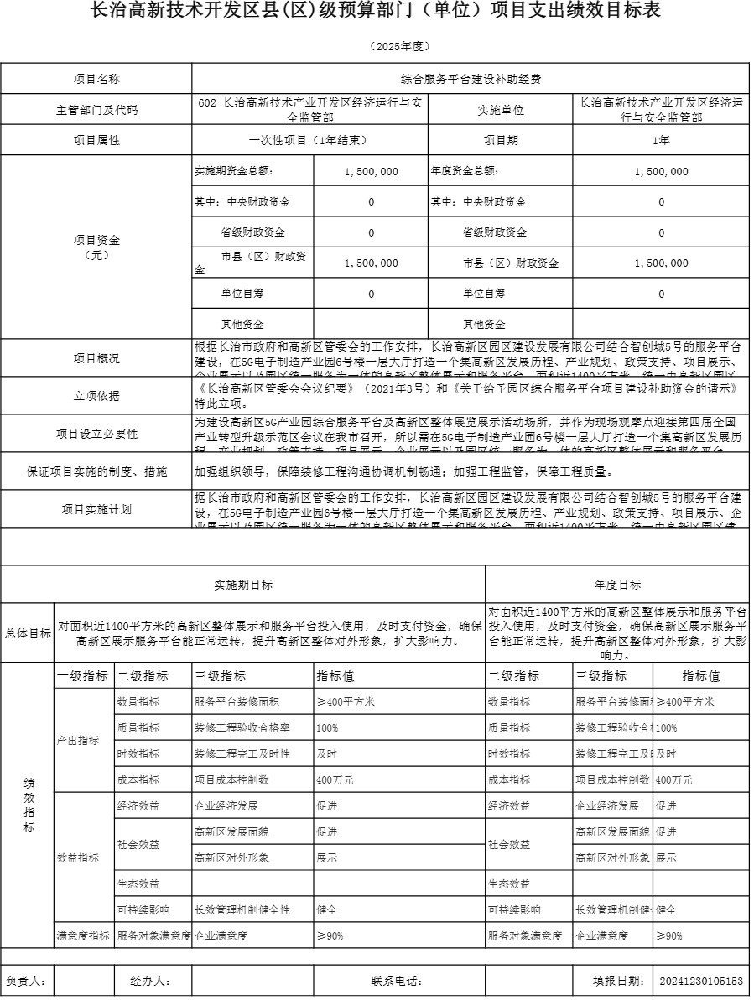 长治高新技术开发区县(区)级预算部门（单位）项目支出绩效目标表
（2025年度）
项目名称 综合服务平台建设补助经费
主管部门及代码 602-长治高新技术产业开发区经济运行与安全监管部 实施单位 长治高新技术产业开发区经济运行与安全监管部
项目属性 一次性项目（1年结束） 项目期 1年
项目资金（元） 实施期资金总额： 1,500,000 年度资金总额： 1,500,000
其中：中央财政资金 0 其中：中央财政资金 0
省级财政资金 0 省级财政资金 0
市县（区）财政资金 1,500,000 市县（区）财政资金 1,500,000
单位自筹 0 单位自筹 0
其他资金 其他资金
项目概况 根据长治市政府和高新区管委会的工作安排，长治高新区园区建设发展有限公司结合智创城5号的服务平台
建设，在5G电子制造产业园6号楼一层大厅打造一个集高新区发展历程、产业规划、政策支持、项目展示、
企业展示以及园区统一服务为一体的高新区整体展示和服务平台，面积近1400平方米，统一由高新区园区
立项依据 《长治高新区管委会会议纪要》（2021年3号）和《关于给予园区综合服务平台项目建设补助资金的请示》
特此立项。
项目设立必要性 为建设高新区5G产业园综合服务平台及高新区整体展览展示活动场所，并作为现场观摩点迎接第四届全国
产业转型升级示范区会议在我市召开，所以需在5G电子制造产业园6号楼一层大厅打造一个集高新区发展历
程、产业规划、政策支持、项目展示、企业展示以及园区统一服务为一体的高新区整体展示和服务平台。
保证项目实施的制度、措施 加强组织领导，保障装修工程沟通协调机制畅通；加强工程监管，保障工程质量。
项目实施计划 据长治市政府和高新区管委会的工作安排，长治高新区园区建设发展有限公司结合智创城5号的服务平台建
设，在5G电子制造产业园6号楼一层大厅打造一个集高新区发展历程、产业规划、政策支持、项目展示、企
业展示以及园区统一服务为一体的高新区整体展示和服务平台，面积近1400平方米，统一由高新区园区建
实施期目标 年度目标
总体目标 对面积近1400平方米的高新区整体展示和服务平台投入使用，及时支付资金，确保高新区展示服务平台能正常运转，提升高新区整体对外形象，扩大影响力。 对面积近1400平方米的高新区整体展示和服务平台投入使用，及时支付资金，确保高新区展示服务平台能正常运转，提升高新区整体对外形象，扩大影响力。
绩效指标 一级指标 二级指标 三级指标 指标值 二级指标 三级指标 指标值
产出指标 数量指标 服务平台装修面积 ≥400平方米 数量指标 服务平台装修面 ≥400平方米
质量指标 装修工程验收合格率 100% 质量指标 装修工程验收合 100%
时效指标 装修工程完工及时性 及时 时效指标 装修工程完工及 及时
成本指标 项目成本控制数 400万元 成本指标 项目成本控制数 400万元
效益指标 经济效益 企业经济发展 促进 经济效益 企业经济发展 促进
社会效益 高新区发展面貌 促进 社会效益 高新区发展面貌 促进
高新区对外形象 展示 高新区对外形象 展示
生态效益 生态效益
可持续影响 长效管理机制健全性 健全 可持续影响 长效管理机制健 健全
满意度指标 服务对象满意度 企业满意度 ≥90% 服务对象满意度 企业满意度 ≥90%
负责人： 经办人： 联系电话： 填报日期： 20241230105153